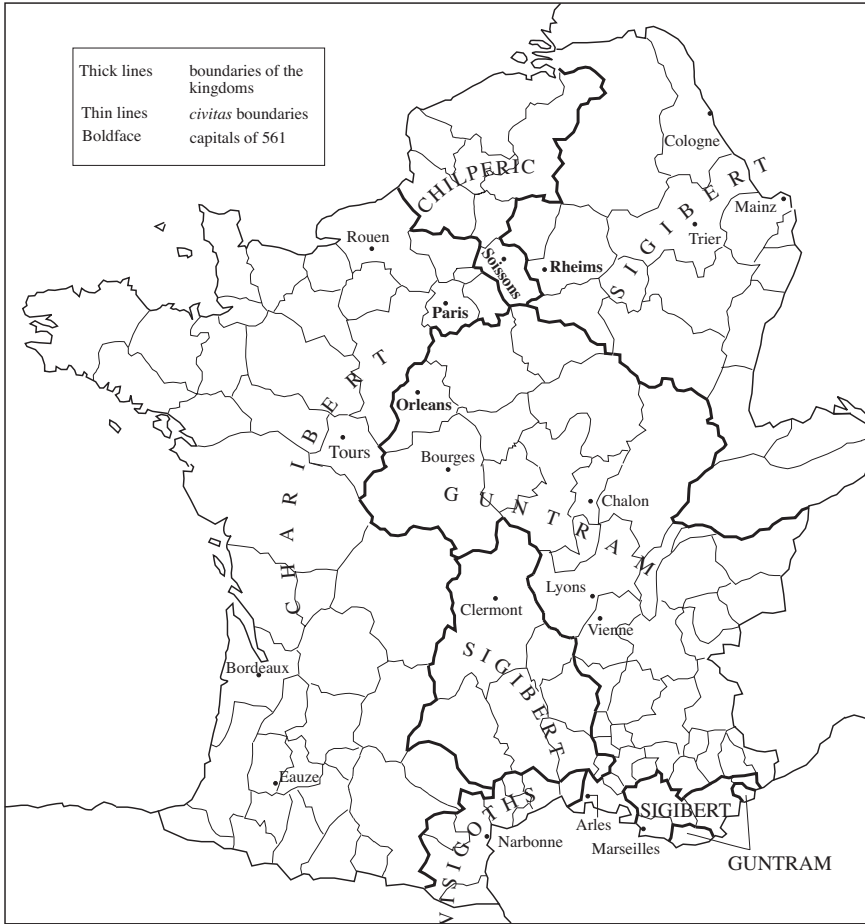 Thick lines boundaries of the
kingdoms
Thin lines civitas boundaries
Boldface capitals of 561
Cologne
CHILPERIC
SIGIBERT
Mainz
Rouen
Trier
Soissons
Rheims
Paris
CHARIBERT
Orleans
Tours
Bourges
GUNTRAM
Chalon
Lyons
Clermont
Vienne
SIGIBERT
Bordeaux
Eauze
VISIGOTHS
SIGIBERT
Arles
Narbonne
Marseilles
GUNTRAM